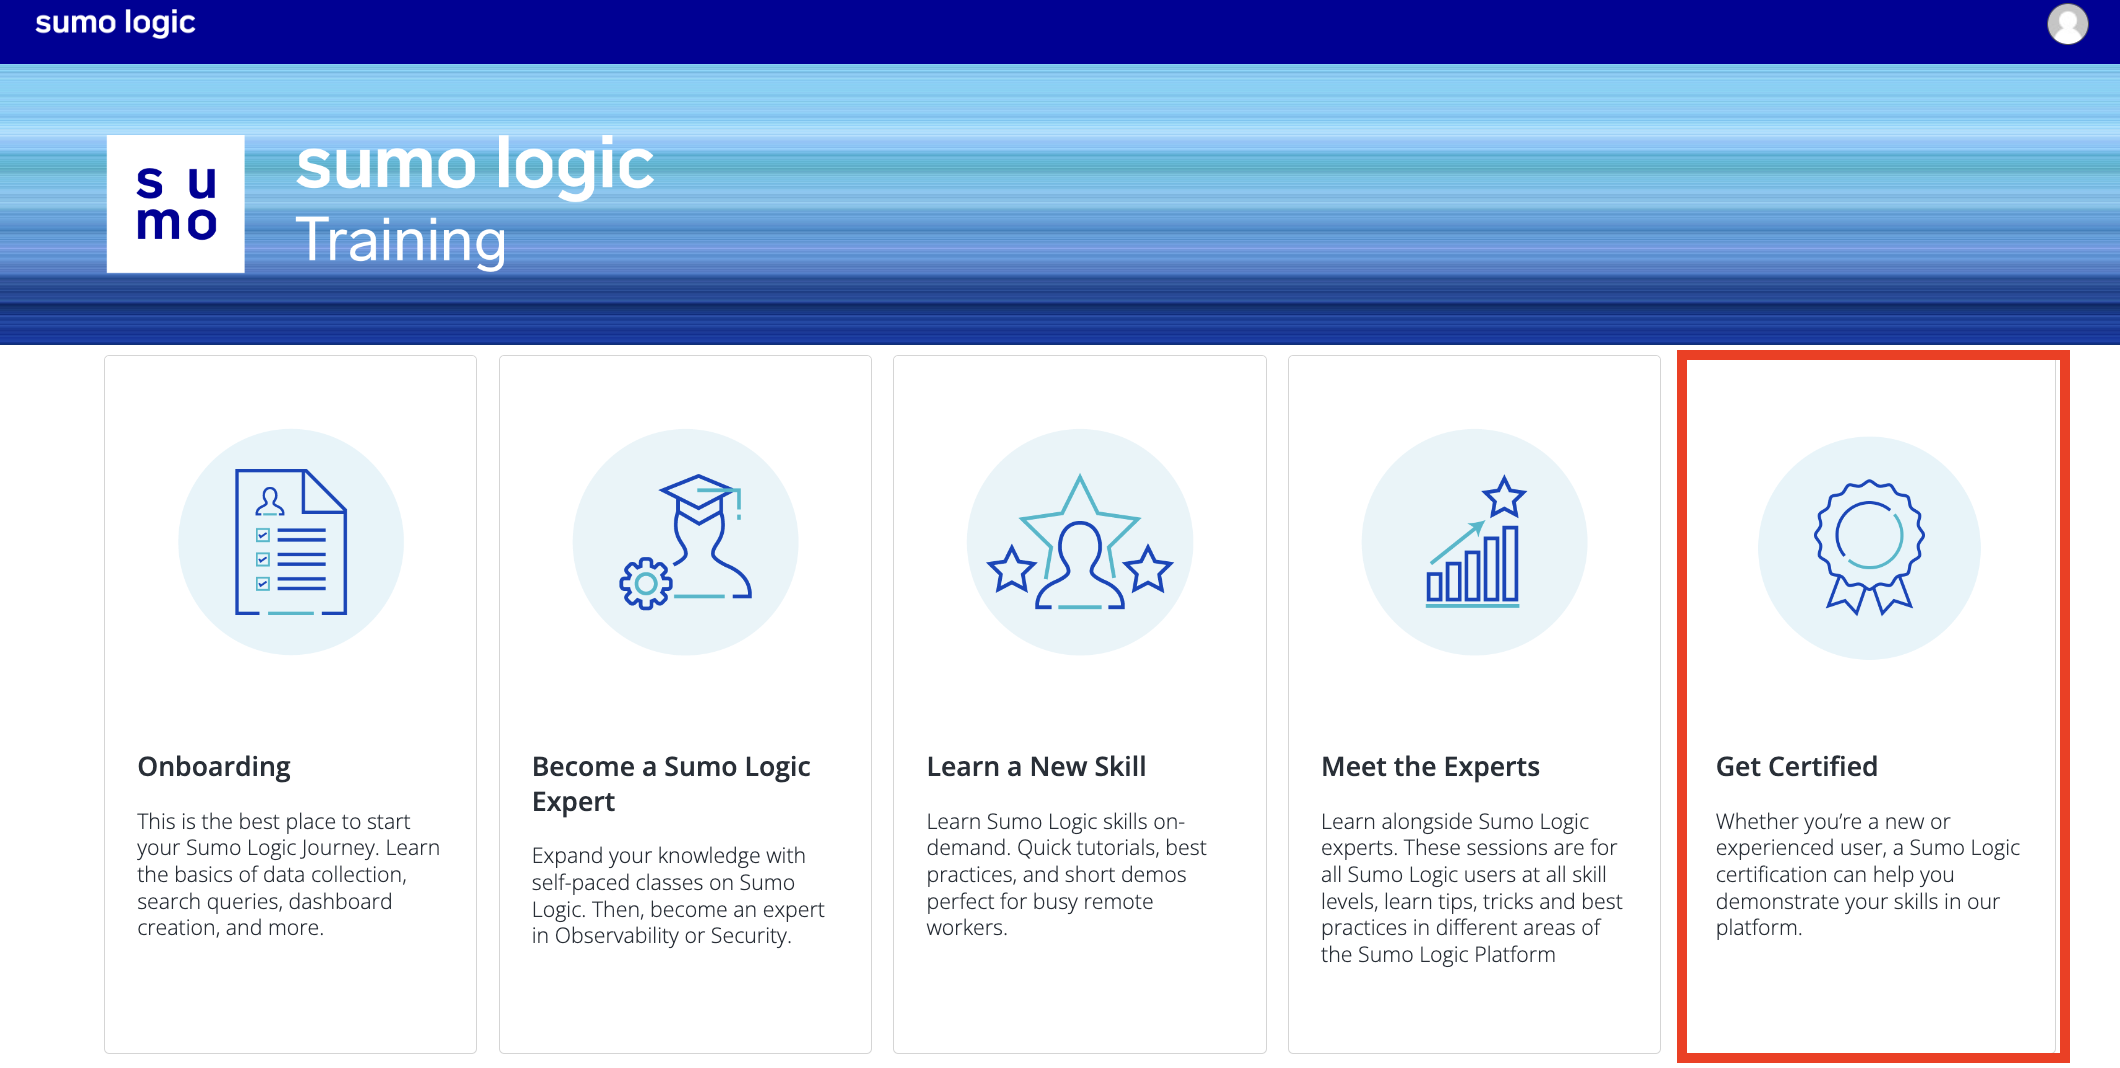 sumo logic
su
mo
sumo logic
Training
Onboarding
This is the best place to start
your Sumo Logic Journey. Learn
the basics of data collection,
search queries, dashboard
creation, and more.
Become a Sumo Logic
Expert
Expand your knowledge with
self-paced classes on Sumo
Logic. Then, become an expert
in Observability or Security.
Learn a New Skill
Learn Sumo Logic skills on-
demand. Quick tutorials, best
practices, and short demos
perfect for busy remote
workers.
Meet the Experts
Learn alongside Sumo Logic
experts. These sessions are for
all Sumo Logic users at all skill
levels, learn tips, tricks and best
practices in different areas of
the Sumo Logic Platform
Get Certified
Whether you’re a new or
experienced user, a Sumo Logic
certification can help you
demonstrate your skills in our
platform.